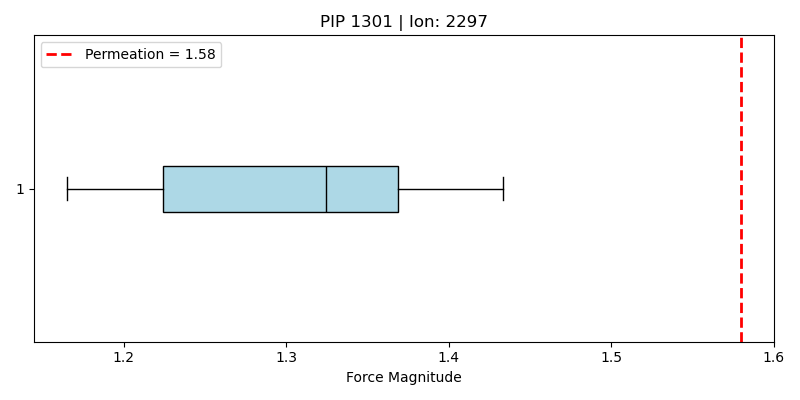 PIP 1301 | Ion: 2297
Permeation = 1.58
1
1.2 1.3 1.4 1.5 1.6
Force Magnitude